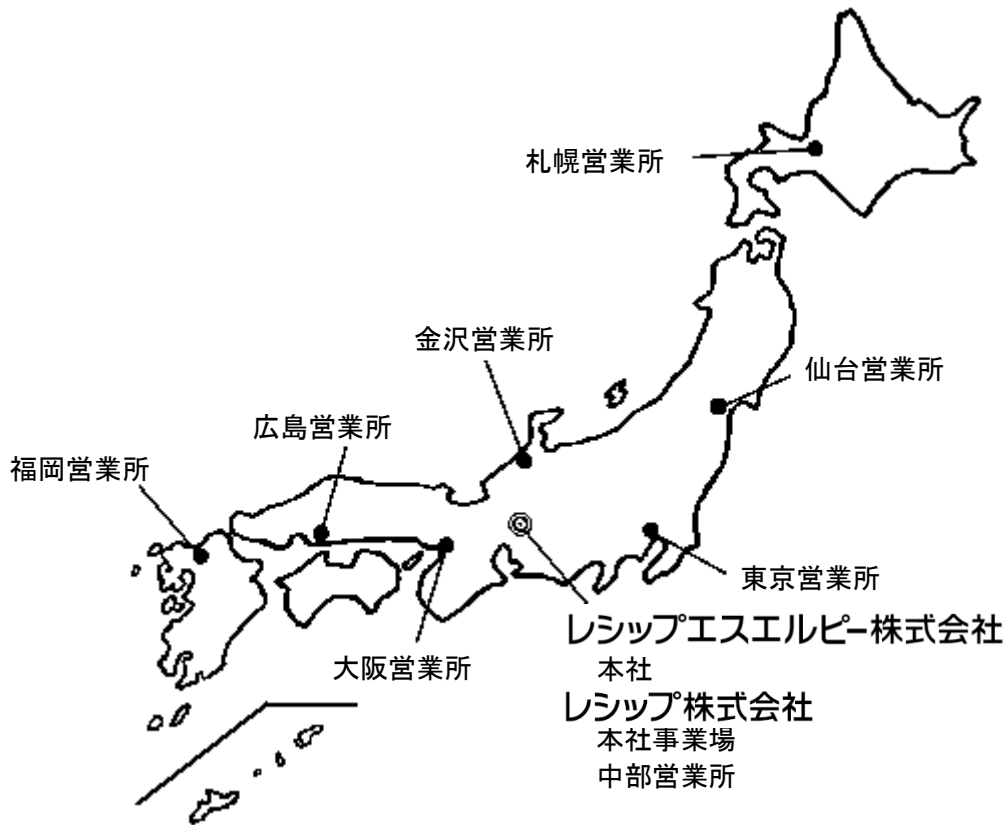 札幌営業所
金沢営業所
仙台営業所
広島営業所
福岡営業所
東京営業所
レシップエスエルピー株式会社
大阪営業所
本社
レシップ株式会社
本社事業場
中部営業所